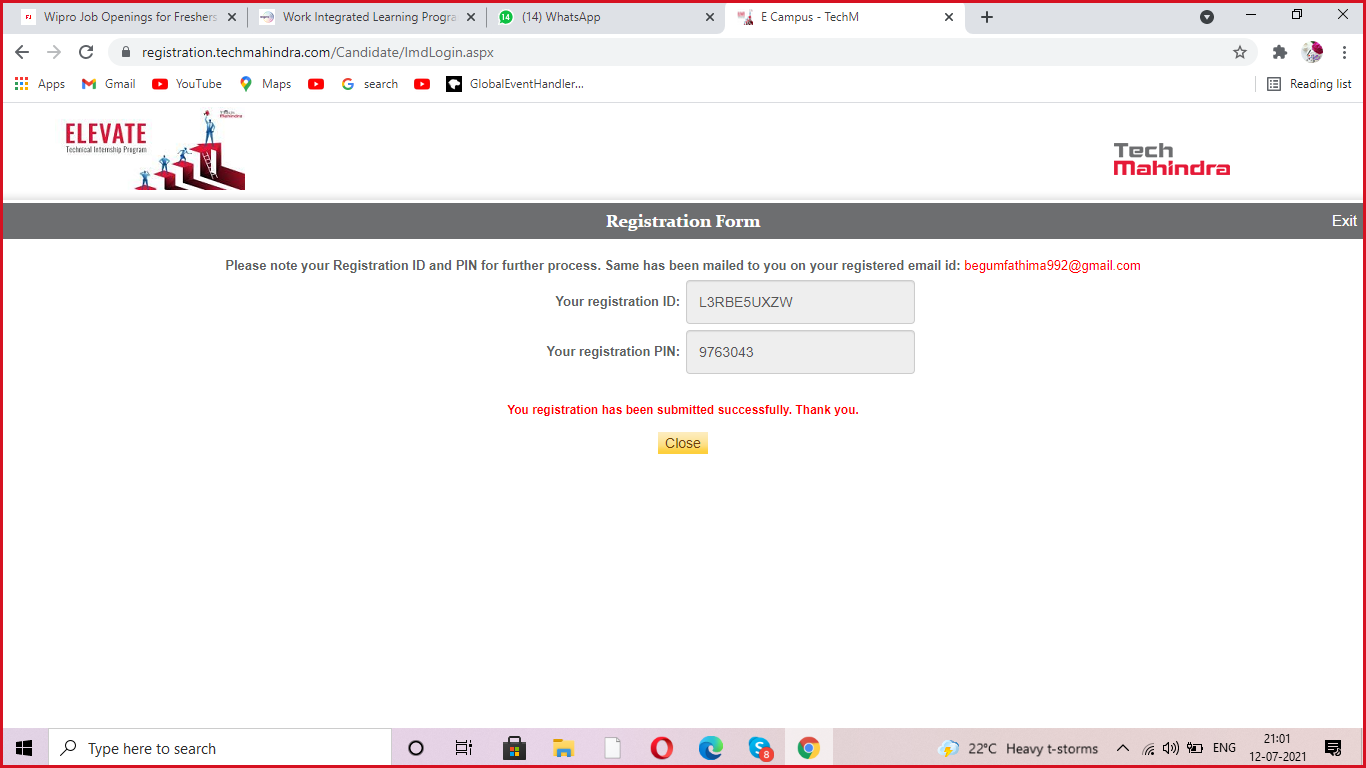 Wipro Job Openings for Freshers
Work Integrated Learning Progra
14
(14) WhatsApp
E Campus - TechM
registration.techmahindra.com/Candidate/ImdLogin.aspx
Apps
Gmail
YouTube
Maps
search
GlobalEventHandler...
Reading list
ELEVATE
Technical Internship Program
Tech
Mahindra
Tech
Mahindra
Registration Form
Exit
Please note your Registration ID and PIN for further process. Same has been mailed to you on your registered email id: begumfathima992@gmail.com
Your registration ID: L3RBE5UXZW
Your registration PIN: 9763043
You registration has been submitted successfully. Thank you.
Close
Type here to search
8
22°C Heavy t-storms
ENG
21:01
12-07-2021